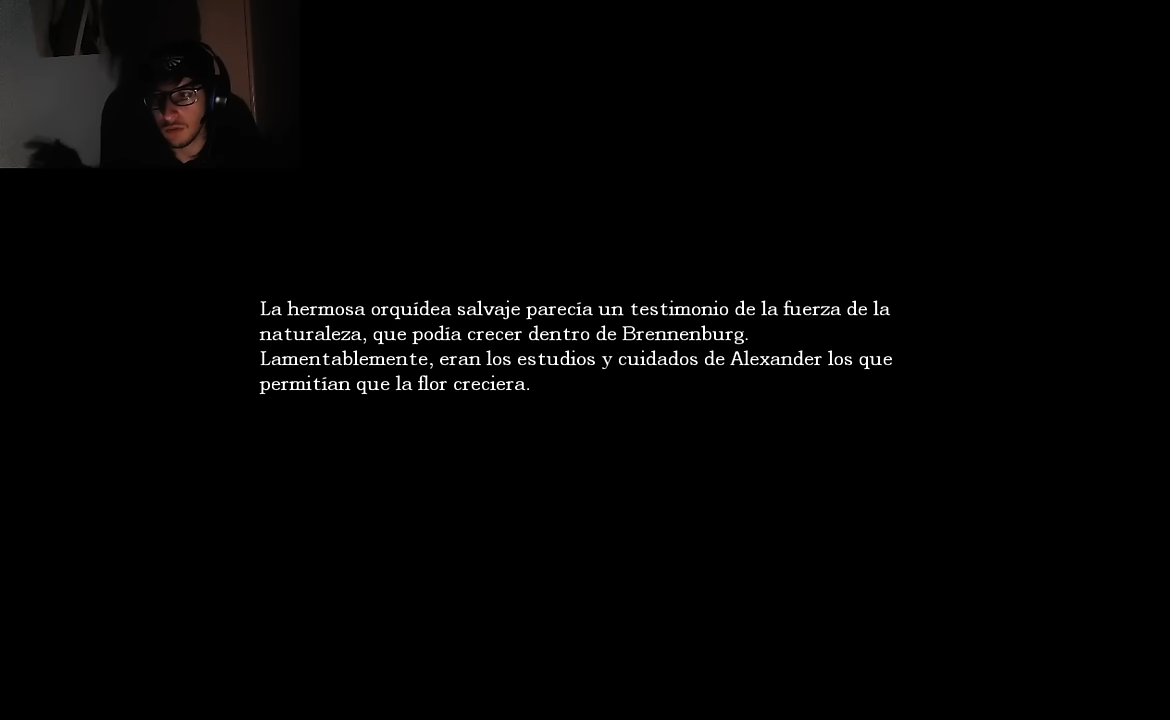 La hermosa orquídea salvaje parecía un testimonio de la fuerza de la
naturaleza, que podía crecer dentro de Brennenburg.
Lamentablemente, eran los estudios y cuidados de Alexander los que
permitían que la flor creciera.